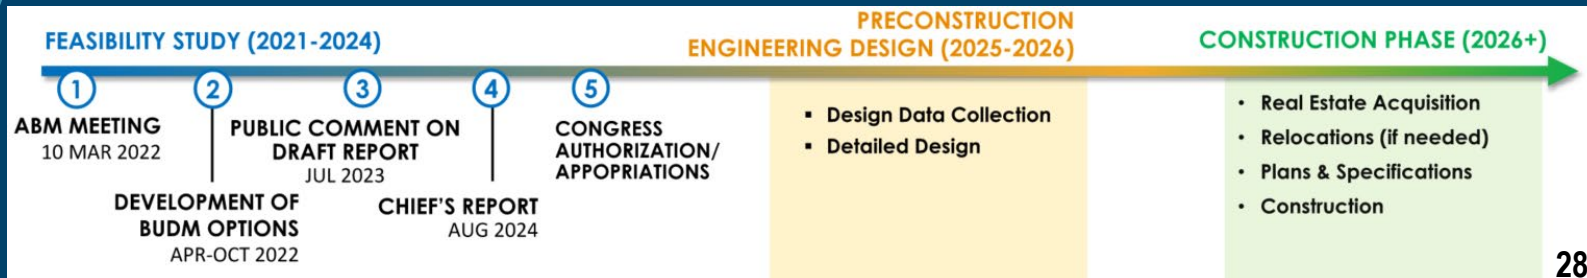 FEASIBILITY STUDY (2021-2024)
PRECONSTRUCTION
ENGINEERING DESIGN (2025-2026)
CONSTRUCTION PHASE (2026+)
1
ABM MEETING
10 MAR 2022
2
DEVELOPMENT OF
BUDM OPTIONS
APR-OCT 2022
3
PUBLIC COMMENT ON
DRAFT REPORT
JUL 2023
4
CHIEF'S REPORT
AUG 2024
5
CONGRESS
AUTHORIZATION/
APPOPRIATIONS
▪ Design Data Collection
▪ Detailed Design
• Real Estate Acquisition
• Relocations (if needed)
• Plans & Specifications
• Construction
28